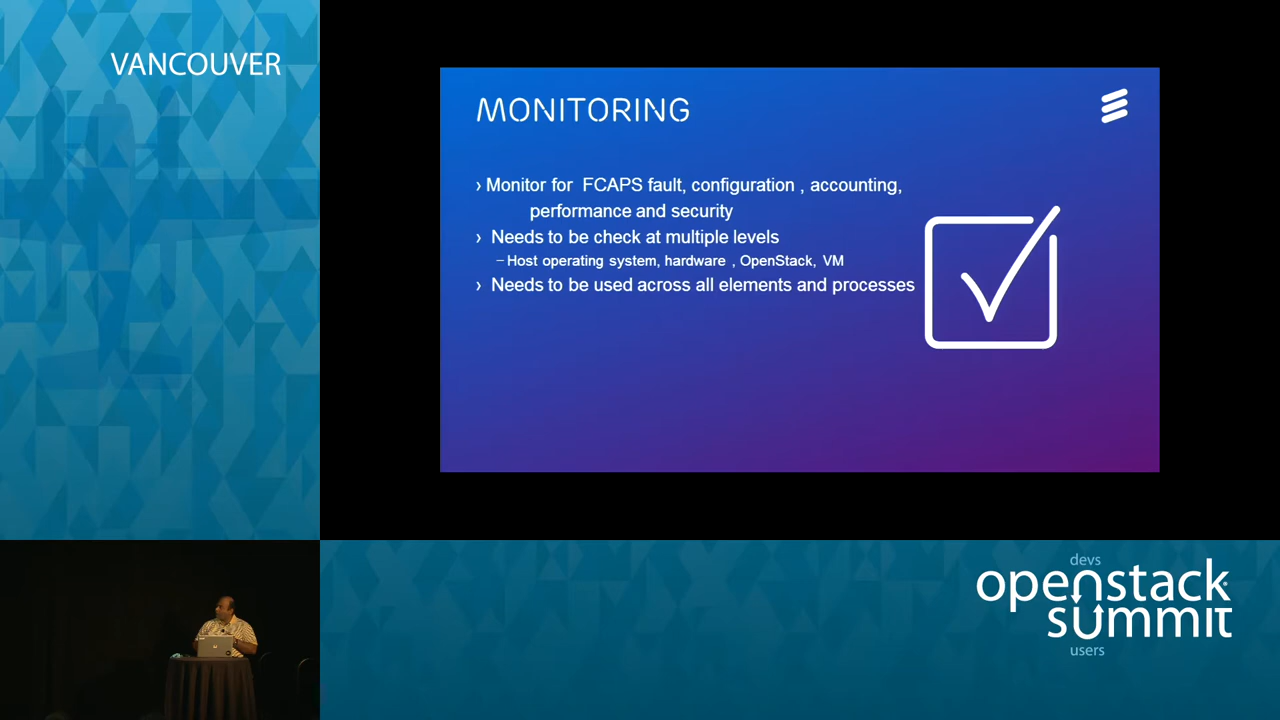 VANCOUVER
MONITORING
› Monitor for FCAPS fault, configuration , accounting,
performance and security
› Needs to be check at multiple levels
– Host operating system, hardware , OpenStack, VM
› Needs to be used across all elements and processes
devs
openstack
summit
users